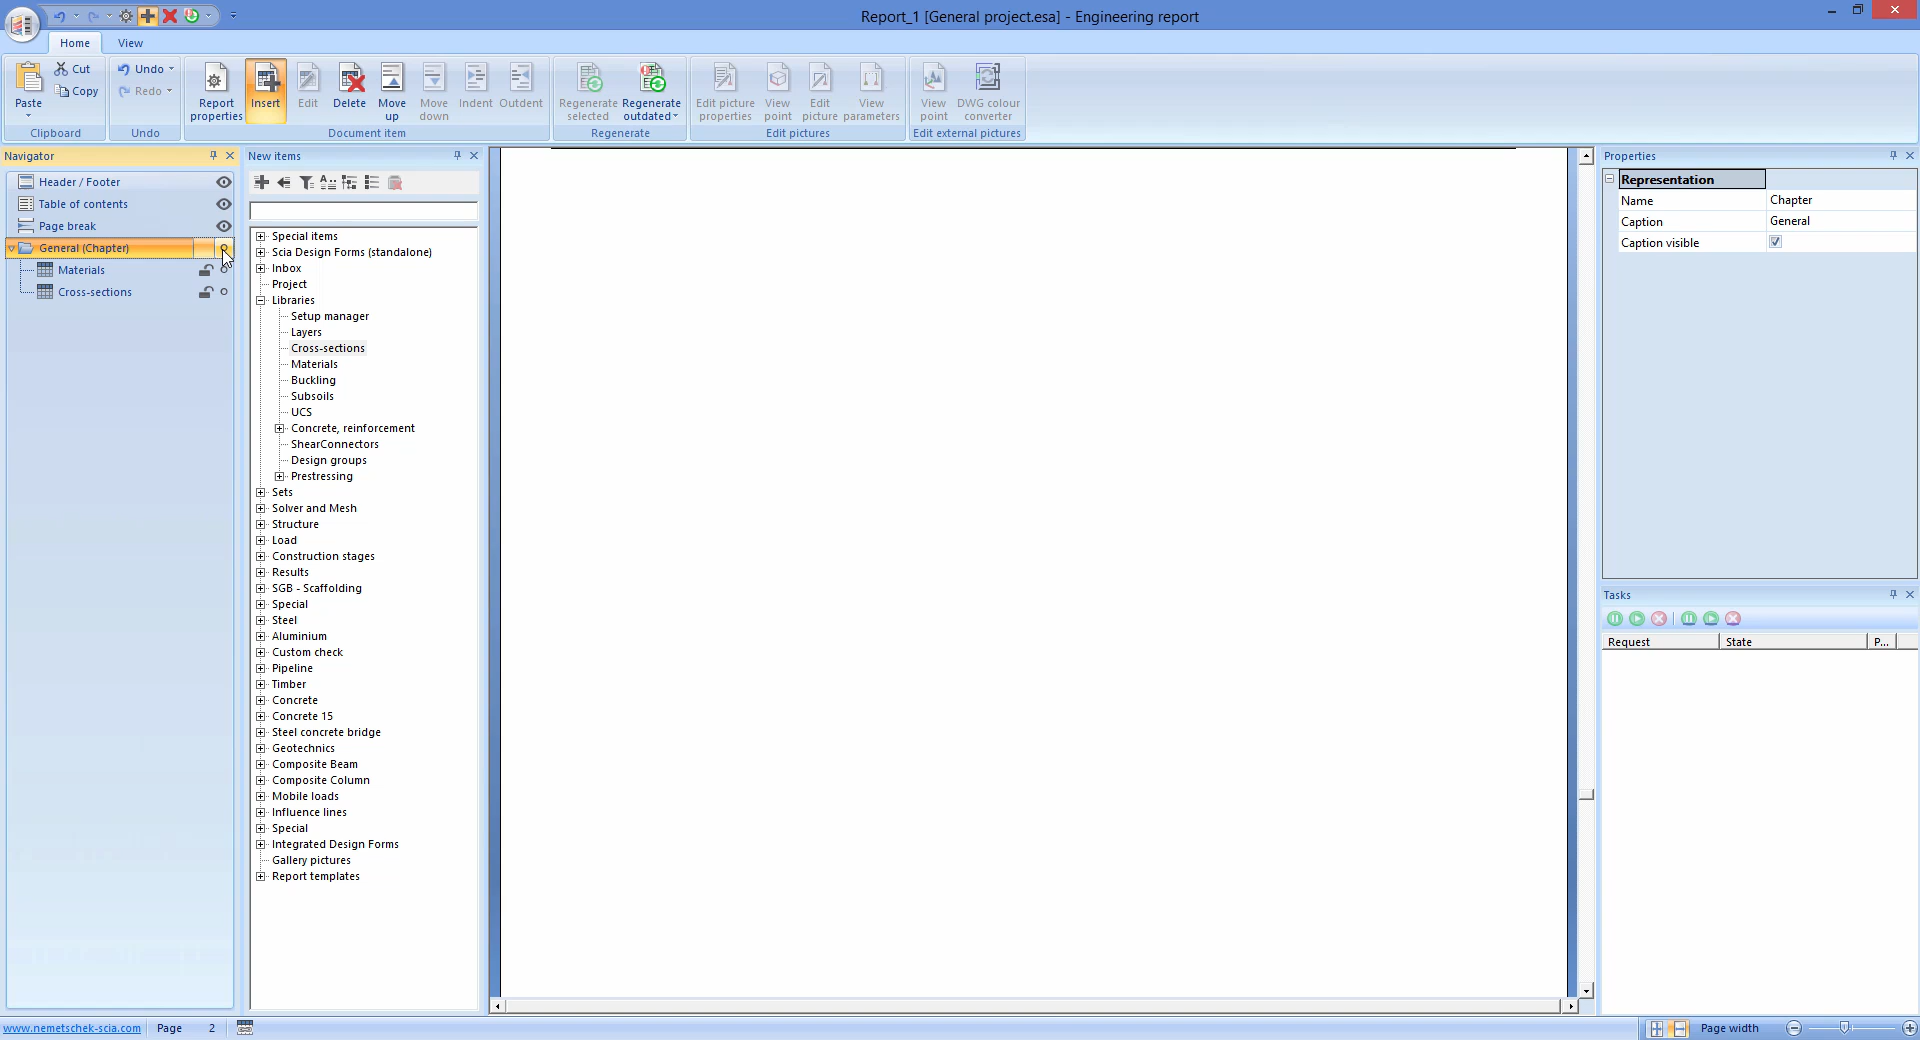 Report_1 [General project.esa] - Engineering report
Home
View
Paste
Cut
Copy
Clipboard
Undo
Redo
Undo
Report properties
Insert
Edit
Delete
Move up
Move down
Indent
Outdent
Document item
Regenerate selected
Regenerate outdated
Regenerate
Edit picture properties
View point
Edit picture
View parameters
Edit pictures
View point
DWG colour converter
Edit external pictures
Navigator
Header / Footer
Table of contents
Page break
General (Chapter)
Materials
Cross-sections
New items
Special items
Scia Design Forms (standalone)
Inbox
Project
Libraries
Setup manager
Layers
Cross-sections
Materials
Buckling
Subsoils
UCS
Concrete, reinforcement
ShearConnectors
Design groups
Prestressing
Sets
Solver and Mesh
Structure
Load
Construction stages
Results
SGB - Scaffolding
Special
Steel
Aluminium
Custom check
Pipeline
Timber
Concrete
Concrete 15
Steel concrete bridge
Geotechnics
Composite Beam
Composite Column
Mobile loads
Influence lines
Special
Integrated Design Forms
Gallery pictures
Report templates
Properties
Representation
Name Chapter
Caption General
Caption visible
Tasks
Request State P...
www.nemetschek-scia.com Page 2
Page width